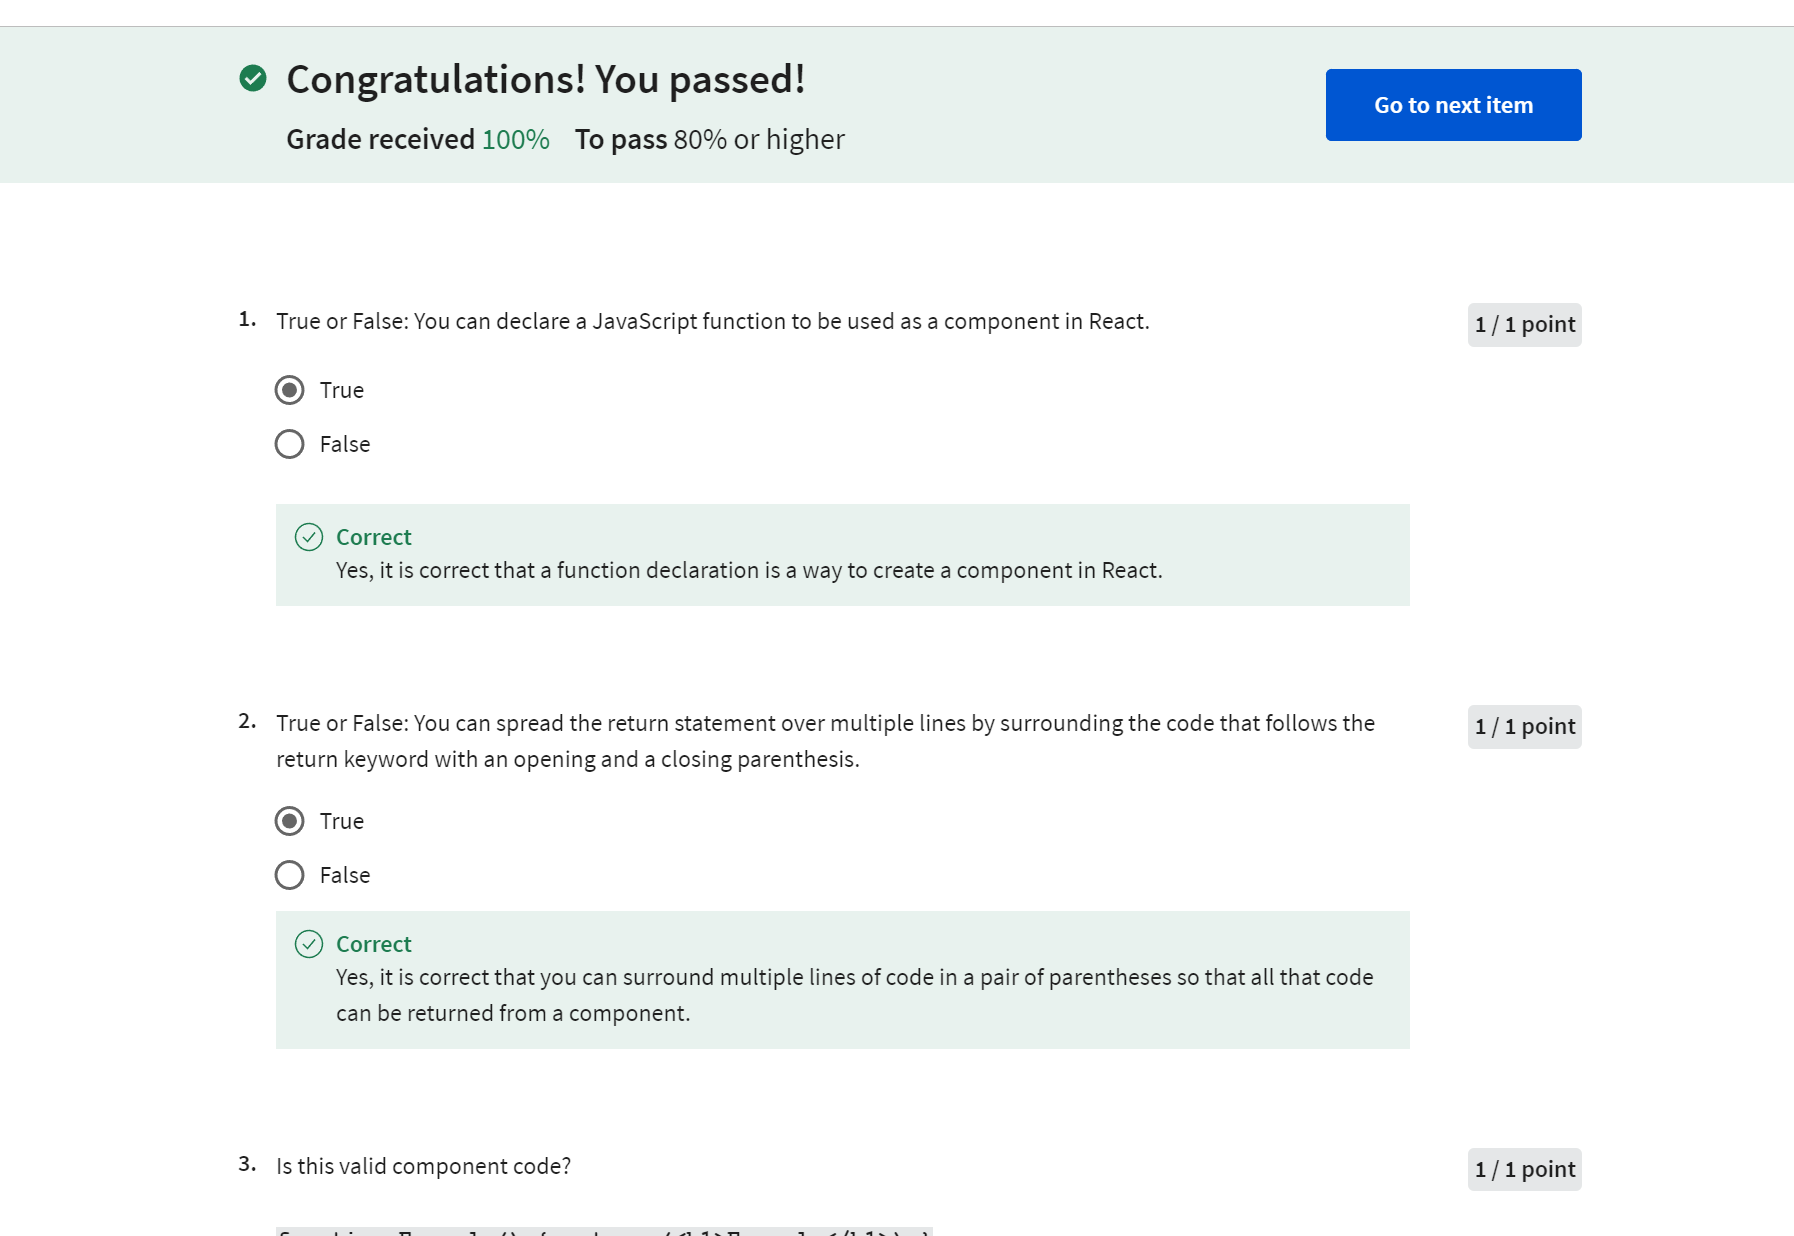 Congratulations! You passed!
Go to next item
Grade received 100% To pass 80% or higher
1. True or False: You can declare a JavaScript function to be used as a component in React.
1 / 1 point
True
False
Correct
Yes, it is correct that a function declaration is a way to create a component in React.
2. True or False: You can spread the return statement over multiple lines by surrounding the code that follows the
return keyword with an opening and a closing parenthesis.
1 / 1 point
True
False
Correct
Yes, it is correct that you can surround multiple lines of code in a pair of parentheses so that all that code
can be returned from a component.
3. Is this valid component code?
1 / 1 point